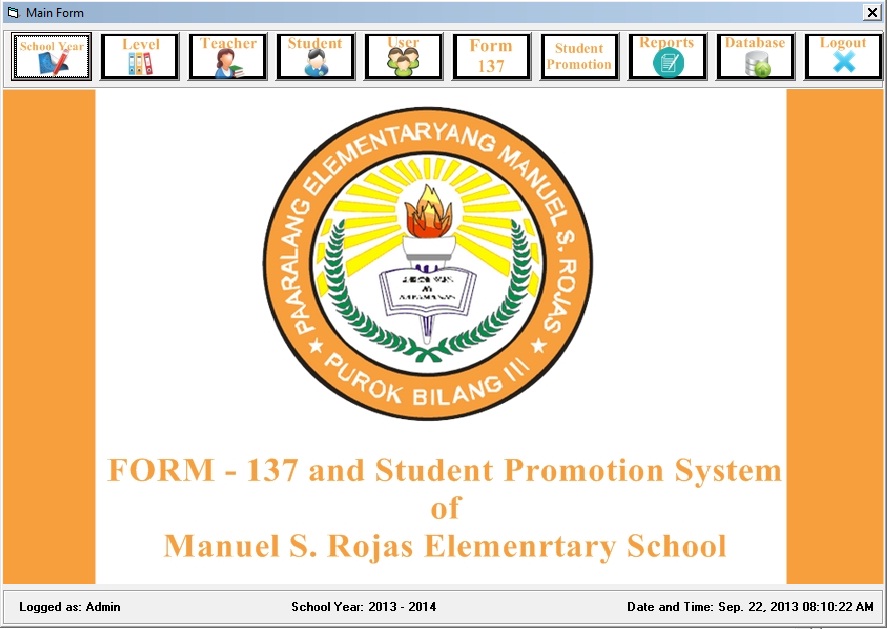 Main Form
School Year
Level
Teacher
Student
User
Form
137
Student
Promotion
Reports
Database
Logout
PAARALANG ELEMENTARYANG MANUEL S. ROJAS
PUROK BILANG III
FORM - 137 and Student Promotion System
of
Manuel S. Rojas Elemenrtary School
Logged as: Admin
School Year: 2013 - 2014
Date and Time: Sep. 22, 2013 08:10:22 AM